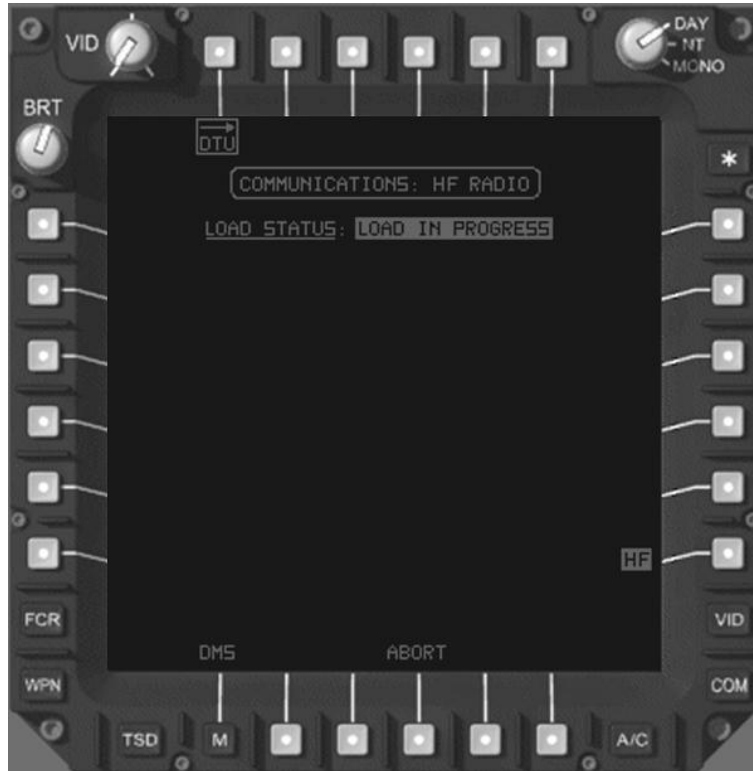 VID
DAY
NT
MONO
BRT
DTU
*
COMMUNICATIONS: HF RADIO
LOAD STATUS: LOAD IN PROGRESS
HF
FCR
VID
DMS
ABORT
WPN
COM
TSD
M
A/C